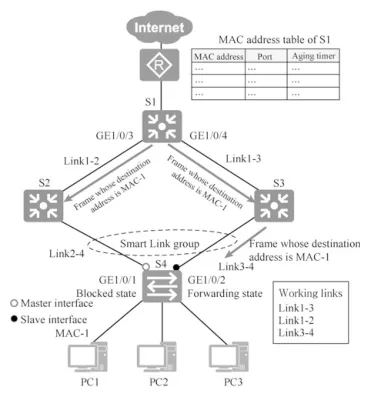 Internet
MAC address table of S1
MAC address Port Aging timer
... ... ...
... ... ...
... ... ...
R
S1
GE1/0/3 GE1/0/4
Link1-2 Link1-3
Frame whose destination
address is MAC-1
Frame whose destination
address is MAC-1
S2 S3
Smart Link group
Frame whose destination
address is MAC-1
Link2-4 Link3-4
S4
GE1/0/1 GE1/0/2
Blocked state Forwarding state
Master interface
Slave interface
Working links
Link1-3
Link1-2
Link3-4
MAC-1
PC1 PC2 PC3